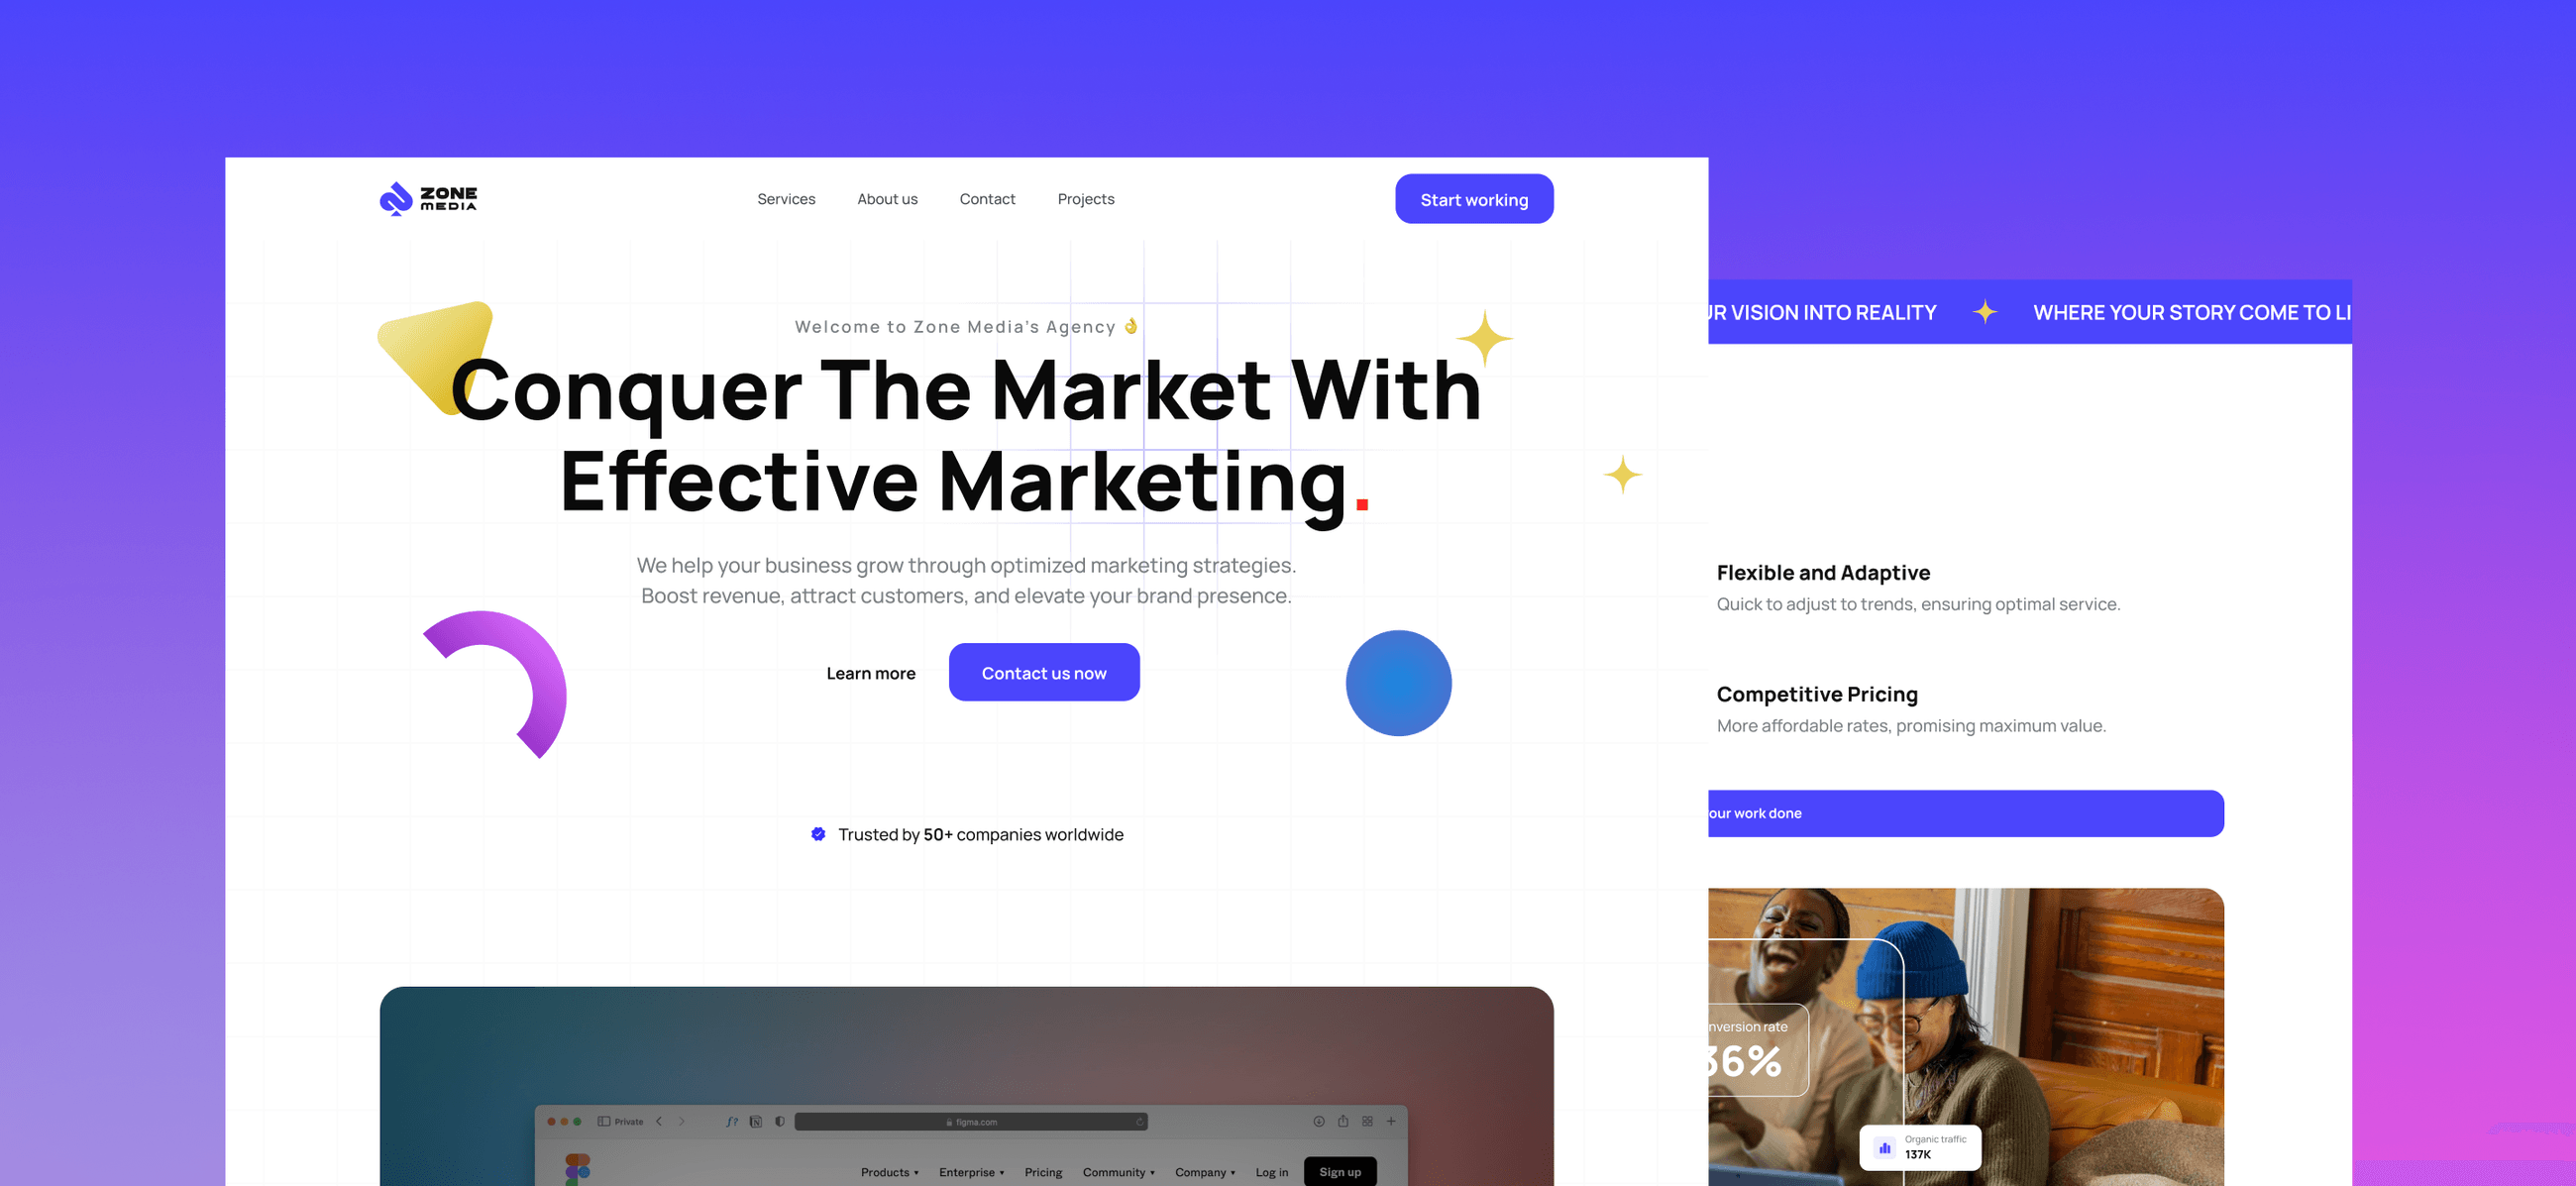 ZONE
MEDIA
Services
About us
Contact
Projects
Start working
Welcome to Zone Media's Agency 👌
Conquer The Market With
Effective Marketing.
We help your business grow through optimized marketing strategies.
Boost revenue, attract customers, and elevate your brand presence.
Learn more
Contact us now
Trusted by 50+ companies worldwide
Private
f?
figma.com
Products
Enterprise
Pricing
Community
Company
Log in
Sign up
UR VISION INTO REALITY
WHERE YOUR STORY COME TO LI
Flexible and Adaptive
Quick to adjust to trends, ensuring optimal service.
Competitive Pricing
More affordable rates, promising maximum value.
our work done
nversion rate
36%
Organic traffic
137K